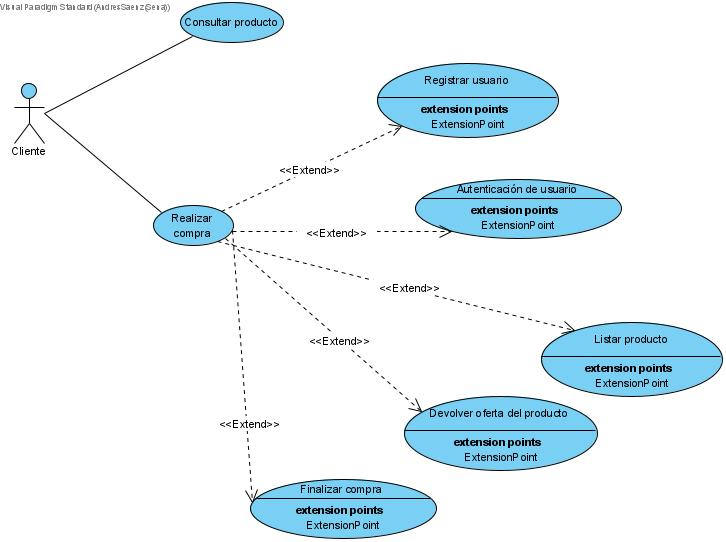 Visual Paradigm Standard (AndresSaenz(Sena))
Consultar producto
Cliente
Registrar usuario
extension points
ExtensionPoint
<<Extend>>
Autenticación de usuario
extension points
ExtensionPoint
Realizar
compra
<<Extend>>
<<Extend>>
Listar producto
extension points
ExtensionPoint
<<Extend>>
Devolver oferta del producto
extension points
ExtensionPoint
<<Extend>>
Finalizar compra
extension points
ExtensionPoint